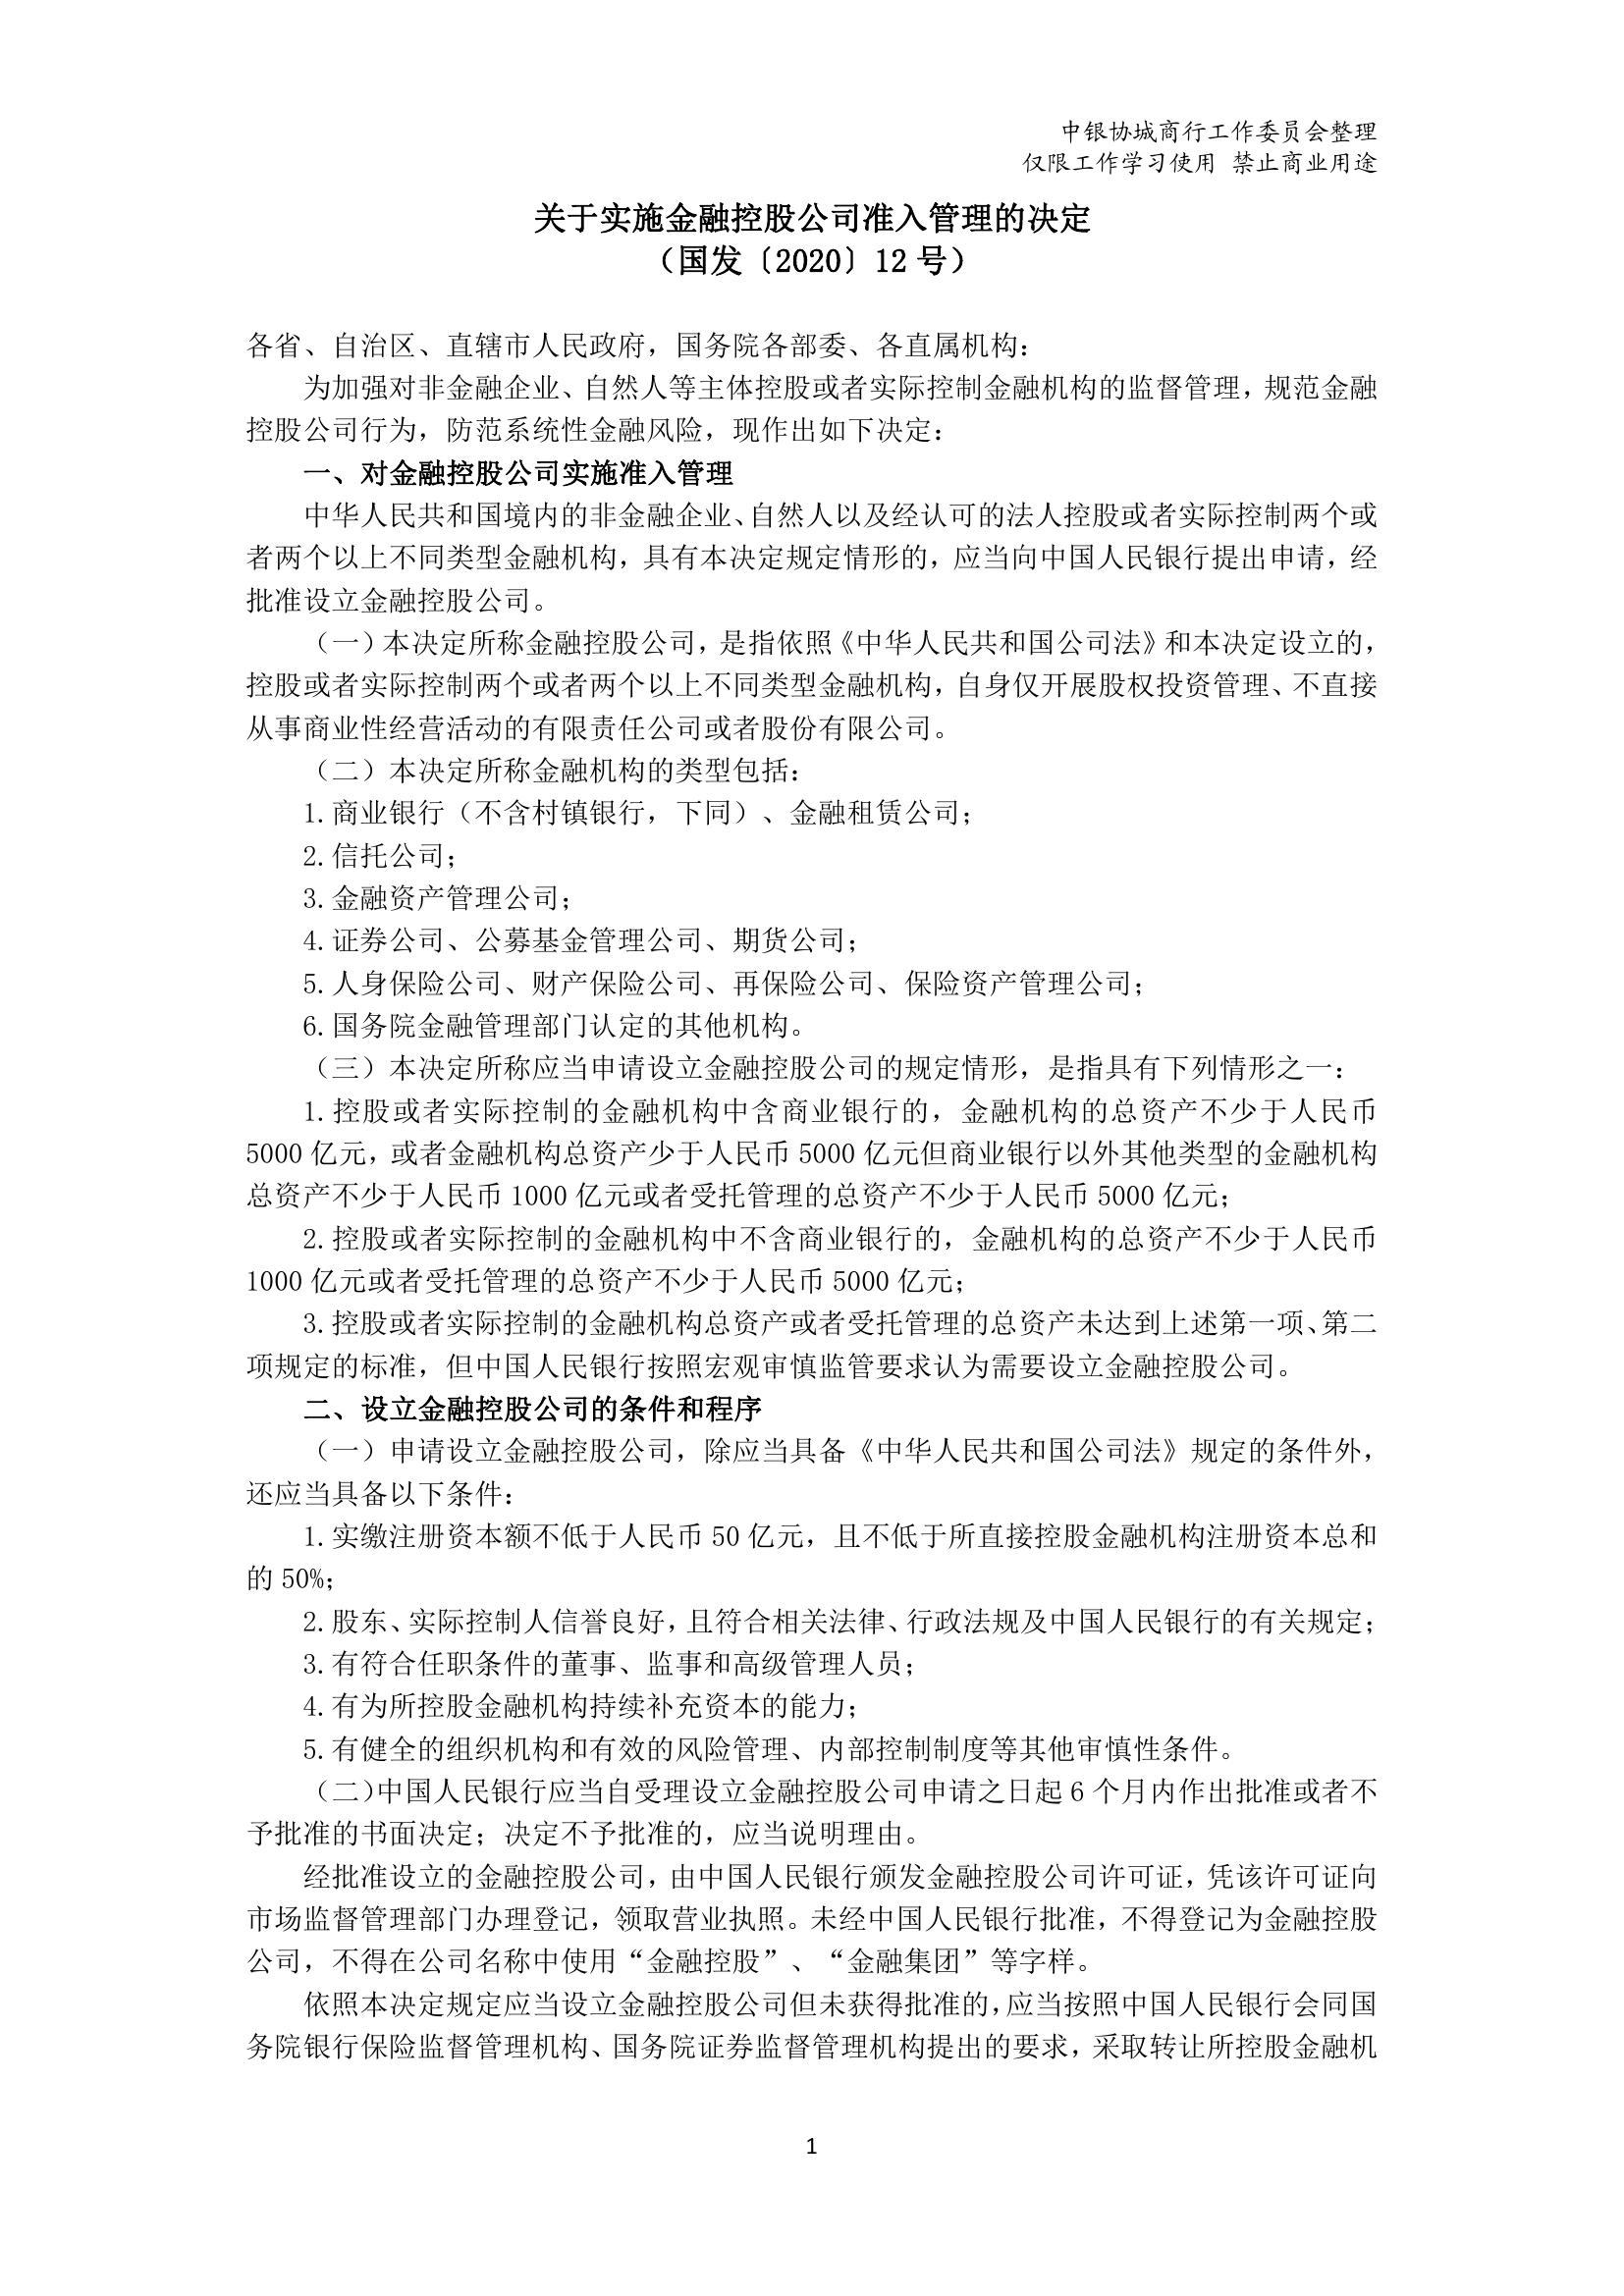 中银协城商行工作委员会整理
仅限工作学习使用 禁止商业用途
关于实施金融控股公司准入管理的决定
（国发〔2020〕12 号）
各省、自治区、直辖市人民政府，国务院各部委、各直属机构：
为加强对非金融企业、自然人等主体控股或者实际控制金融机构的监督管理，规范金融
控股公司行为，防范系统性金融风险，现作出如下决定：
一、对金融控股公司实施准入管理
中华人民共和国境内的非金融企业、自然人以及经认可的法人控股或者实际控制两个或
者两个以上不同类型金融机构，具有本决定规定情形的，应当向中国人民银行提出申请，经
批准设立金融控股公司。
（一）本决定所称金融控股公司，是指依照《中华人民共和国公司法》和本决定设立的，
控股或者实际控制两个或者两个以上不同类型金融机构，自身仅开展股权投资管理、不直接
从事商业性经营活动的有限责任公司或者股份有限公司。
（二）本决定所称金融机构的类型包括：
1.商业银行（不含村镇银行，下同）、金融租赁公司；
2.信托公司；
3.金融资产管理公司；
4.证券公司、公募基金管理公司、期货公司；
5.人身保险公司、财产保险公司、再保险公司、保险资产管理公司；
6.国务院金融管理部门认定的其他机构。
（三）本决定所称应当申请设立金融控股公司的规定情形，是指具有下列情形之一：
1.控股或者实际控制的金融机构中含商业银行的，金融机构的总资产不少于人民币
5000 亿元，或者金融机构总资产少于人民币 5000 亿元但商业银行以外其他类型的金融机构
总资产不少于人民币 1000 亿元或者受托管理的总资产不少于人民币 5000 亿元；
2.控股或者实际控制的金融机构中不含商业银行的，金融机构的总资产不少于人民币
1000 亿元或者受托管理的总资产不少于人民币 5000 亿元；
3.控股或者实际控制的金融机构总资产或者受托管理的总资产未达到上述第一项、第二
项规定的标准，但中国人民银行按照宏观审慎监管要求认为需要设立金融控股公司。
二、设立金融控股公司的条件和程序
（一）申请设立金融控股公司，除应当具备《中华人民共和国公司法》规定的条件外，
还应当具备以下条件：
1.实缴注册资本额不低于人民币 50 亿元，且不低于所直接控股金融机构注册资本总和
的 50%；
2.股东、实际控制人信誉良好，且符合相关法律、行政法规及中国人民银行的有关规定；
3.有符合任职条件的董事、监事和高级管理人员；
4.有为所控股金融机构持续补充资本的能力；
5.有健全的组织机构和有效的风险管理、内部控制制度等其他审慎性条件。
（二）中国人民银行应当自受理设立金融控股公司申请之日起 6 个月内作出批准或者不
予批准的书面决定；决定不予批准的，应当说明理由。
经批准设立的金融控股公司，由中国人民银行颁发金融控股公司许可证，凭该许可证向
市场监督管理部门办理登记，领取营业执照。未经中国人民银行批准，不得登记为金融控股
公司，不得在公司名称中使用“金融控股”、“金融集团”等字样。
依照本决定规定应当设立金融控股公司但未获得批准的，应当按照中国人民银行会同国
务院银行保险监督管理机构、国务院证券监督管理机构提出的要求，采取转让所控股金融机
1